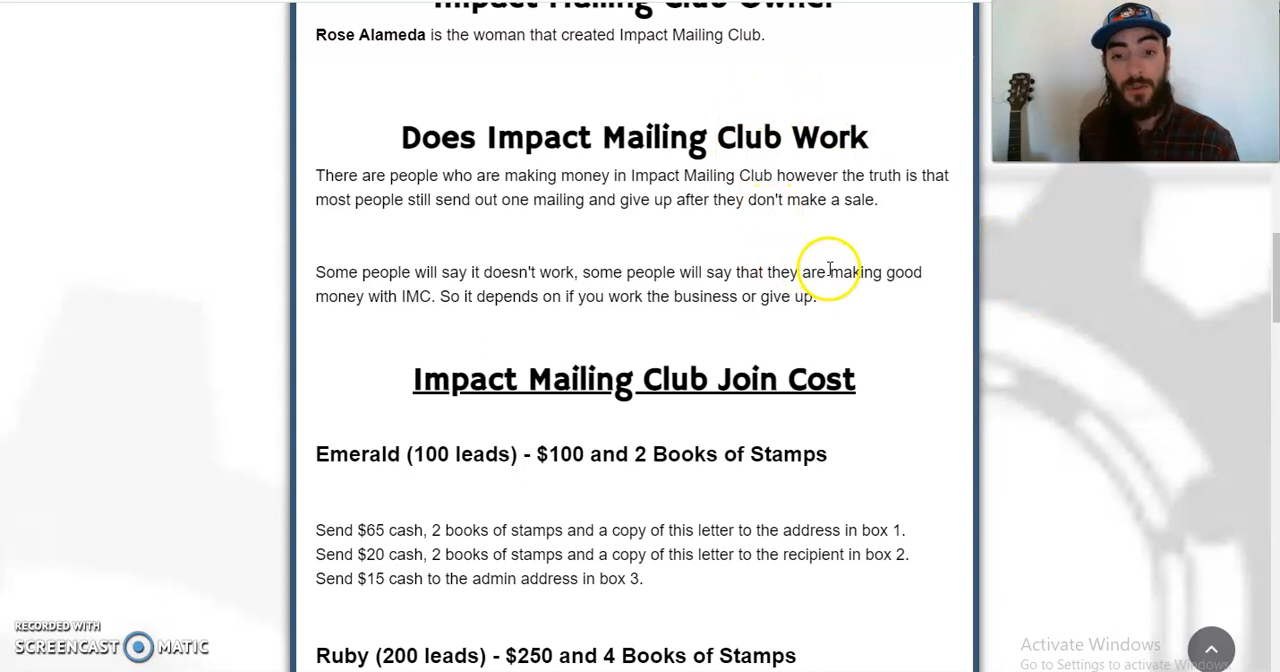 Impact Mailing Club Owner
Rose Alameda is the woman that created Impact Mailing Club.
Does Impact Mailing Club Work
There are people who are making money in Impact Mailing Club however the truth is that
most people still send out one mailing and give up after they don't make a sale.
Some people will say it doesn't work, some people will say that they are making good
money with IMC. So it depends on if you work the business or give up.
Impact Mailing Club Join Cost
Emerald (100 leads) - $100 and 2 Books of Stamps
Send $65 cash, 2 books of stamps and a copy of this letter to the address in box 1.
Send $20 cash, 2 books of stamps and a copy of this letter to the recipient in box 2.
Send $15 cash to the admin address in box 3.
Ruby (200 leads) - $250 and 4 Books of Stamps
RECORDED WITH
SCREENCAST MATIC
Activate Windows
Go to Settings to activate Windows